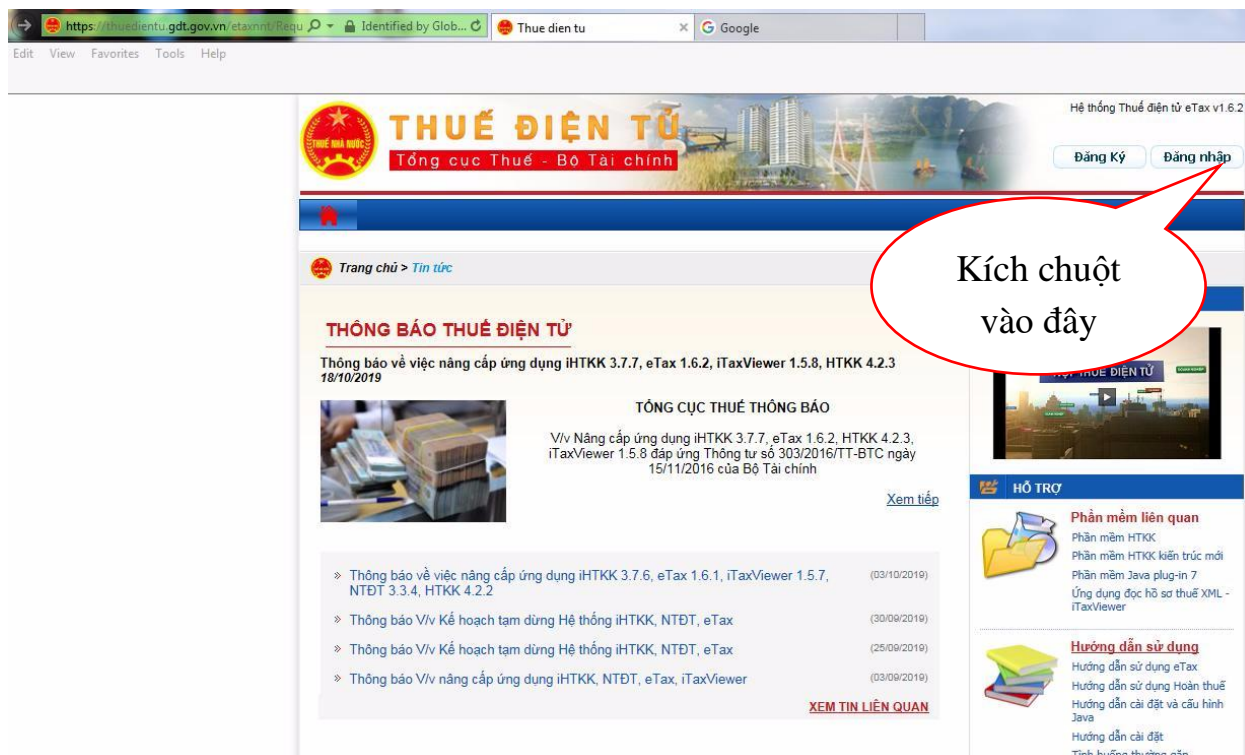 https://thuedientu.gdt.gov.vn/etaxnnt/Requ
Identified by Glob...
Thue dien tu
Google
Edit View Favorites Tools Help
THUẾ NHÀ NƯỚC
THUẾ ĐIỆN TỬ
Tổng cục Thuế - Bộ Tài chính
Hệ thống Thuế điện tử eTax v1.6.2
Đăng Ký
Đăng nhập
Kích chuột
vào đây
Trang chủ > Tin tức
THÔNG BÁO THUẾ ĐIỆN TỬ
Thông báo về việc nâng cấp ứng dụng iHTKK 3.7.7, eTax 1.6.2, iTaxViewer 1.5.8, HTKK 4.2.3
18/10/2019
TỔNG CỤC THUẾ THÔNG BÁO
V/v Nâng cấp ứng dụng iHTKK 3.7.7, eTax 1.6.2, HTKK 4.2.3,
iTaxViewer 1.5.8 đáp ứng Thông tư số 303/2016/TT-BTC ngày
15/11/2016 của Bộ Tài chính
Xem tiếp
Thông báo về việc nâng cấp ứng dụng iHTKK 3.7.6, eTax 1.6.1, iTaxViewer 1.5.7, (03/10/2019)
NTĐT 3.3.4, HTKK 4.2.2
Thông báo V/v Kế hoạch tạm dừng Hệ thống iHTKK, NTĐT, eTax (30/09/2019)
Thông báo V/v Kế hoạch tạm dừng Hệ thống iHTKK, NTĐT, eTax (25/09/2019)
Thông báo V/v nâng cấp ứng dụng iHTKK, NTĐT, eTax, iTaxViewer (03/09/2019)
XEM TIN LIÊN QUAN
THUẾ ĐIỆN TỬ
HỖ TRỢ
Phần mềm liên quan
Phần mềm HTKK
Phần mềm HTKK kiến trúc mới
Phần mềm Java plug-in 7
Ứng dụng đọc hồ sơ thuế XML -
iTaxViewer
Hướng dẫn sử dụng
Hướng dẫn sử dụng eTax
Hướng dẫn sử dụng Hoàn thuế
Hướng dẫn cài đặt và cấu hình
Java
Hướng dẫn cài đặt